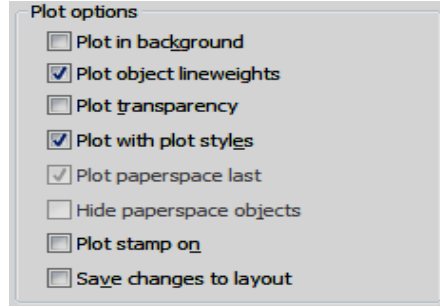 Plot options
Plot in background
Plot object lineweights
Plot transparency
Plot with plot styles
Plot paperspace last
Hide paperspace objects
Plot stamp on
Save changes to layout